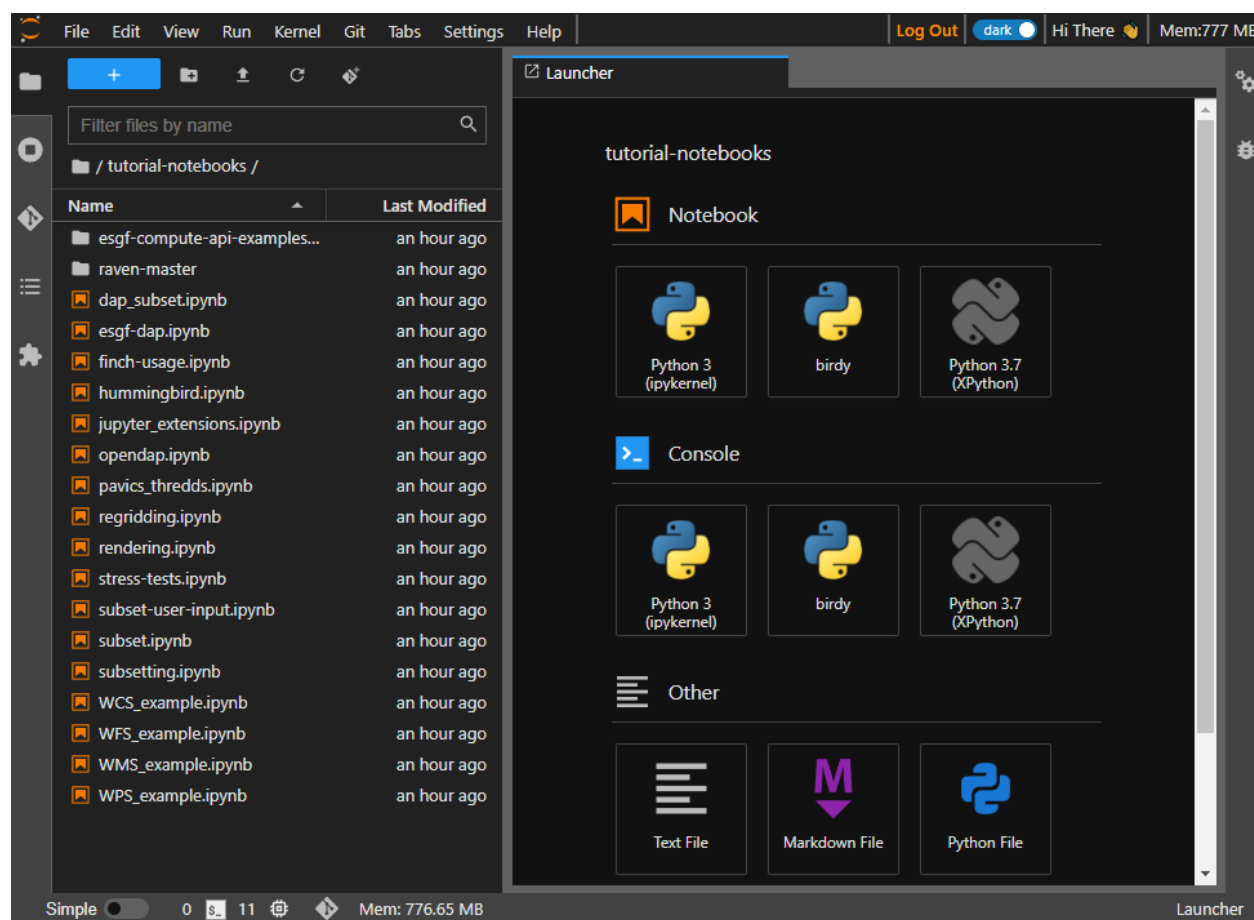 File Edit View Run Kernel Git Tabs Settings Help
Log Out dark Hi There 👋 Mem:777 MB
+
Filter files by name
/ tutorial-notebooks /
Name Last Modified
esgf-compute-api-examples... an hour ago
raven-master an hour ago
dap_subset.ipynb an hour ago
esgf-dap.ipynb an hour ago
finch-usage.ipynb an hour ago
hummingbird.ipynb an hour ago
jupyter_extensions.ipynb an hour ago
opendap.ipynb an hour ago
pavics_thredds.ipynb an hour ago
regridding.ipynb an hour ago
rendering.ipynb an hour ago
stress-tests.ipynb an hour ago
subset-user-input.ipynb an hour ago
subset.ipynb an hour ago
subsetting.ipynb an hour ago
WCS_example.ipynb an hour ago
WFS_example.ipynb an hour ago
WMS_example.ipynb an hour ago
WPS_example.ipynb an hour ago
Launcher
tutorial-notebooks
Notebook
Python 3
(ipykernel)
birdy
Python 3.7
(XPython)
Console
Python 3
(ipykernel)
birdy
Python 3.7
(XPython)
Other
Text File
M
Markdown File
Python File
Simple 0 $_ 11 Mem: 776.65 MB
Launcher